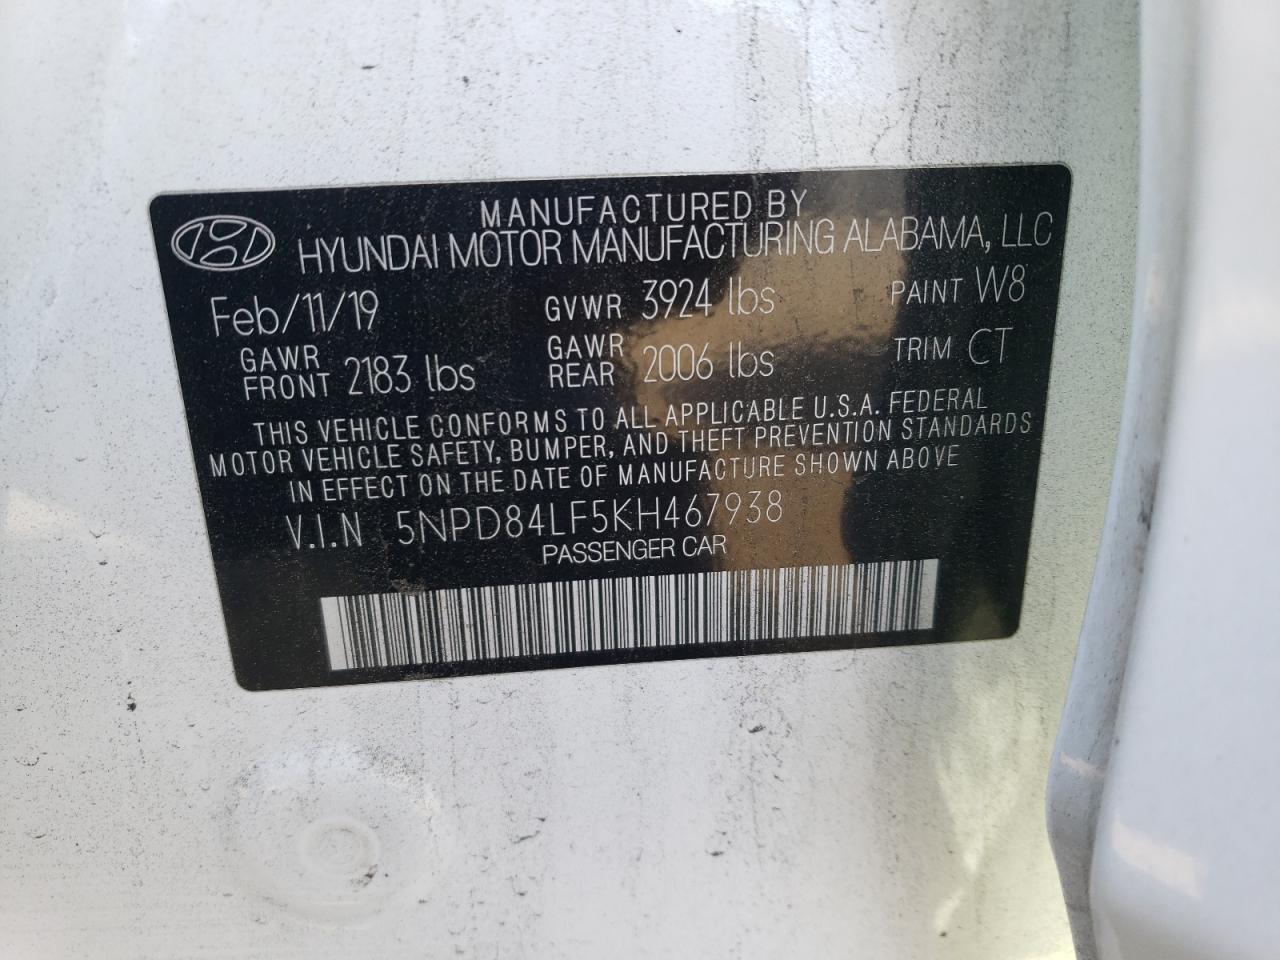 MANUFACTURED BY
HYUNDAI MOTOR MANUFACTURING ALABAMA, LLC
Feb/11/19 GVWR 3924 lbs PAINT W8
GAWR FRONT 2183 lbs GAWR REAR 2006 lbs TRIM CT
THIS VEHICLE CONFORMS TO ALL APPLICABLE U.S.A. FEDERAL
MOTOR VEHICLE SAFETY, BUMPER, AND THEFT PREVENTION STANDARDS
IN EFFECT ON THE DATE OF MANUFACTURE SHOWN ABOVE
V.I.N 5NPD84LF5KH467938
PASSENGER CAR